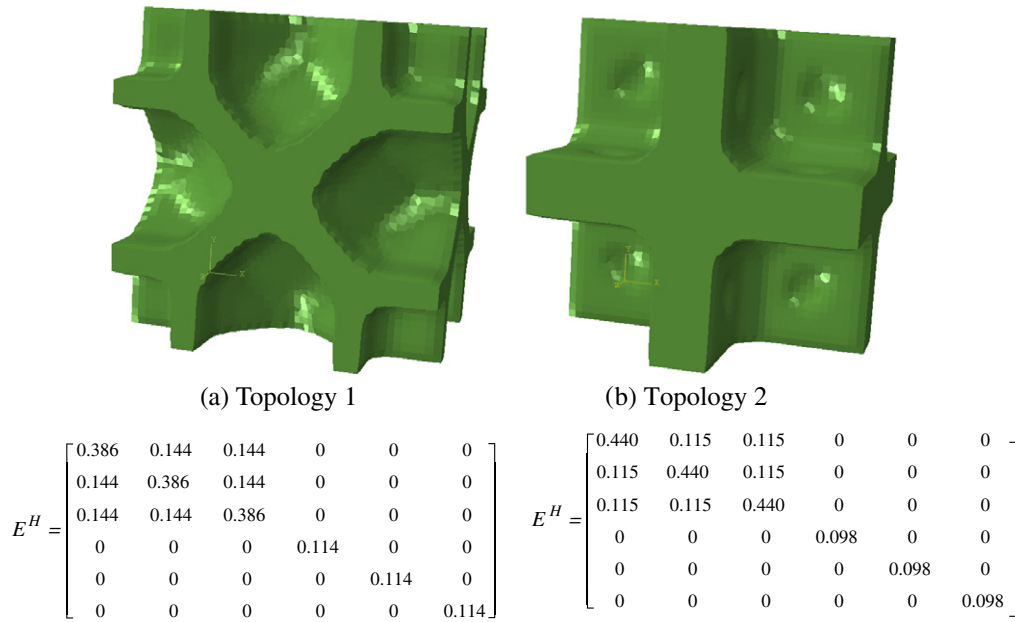 (a) Topology 1
(b) Topology 2
E^H = [0.386 0.144 0.144 0 0 0
0.144 0.386 0.144 0 0 0
0.144 0.144 0.386 0 0 0
0 0 0 0.114 0 0
0 0 0 0 0.114 0
0 0 0 0 0 0.114]
E^H = [0.440 0.115 0.115 0 0 0
0.115 0.440 0.115 0 0 0
0.115 0.115 0.440 0 0 0
0 0 0 0.098 0 0
0 0 0 0 0.098 0
0 0 0 0 0 0.098]